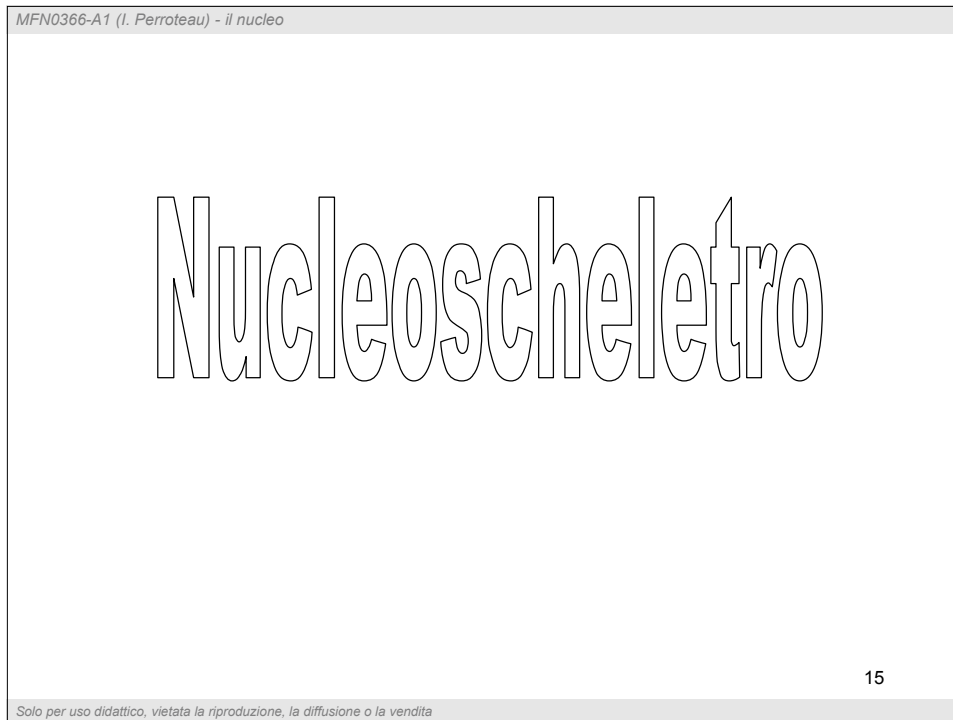 MFN0366-A1 (I. Perroteau) - il nucleo
Nucleoscheletro
15
Solo per uso didattico, vietata la riproduzione, la diffusione o la vendita